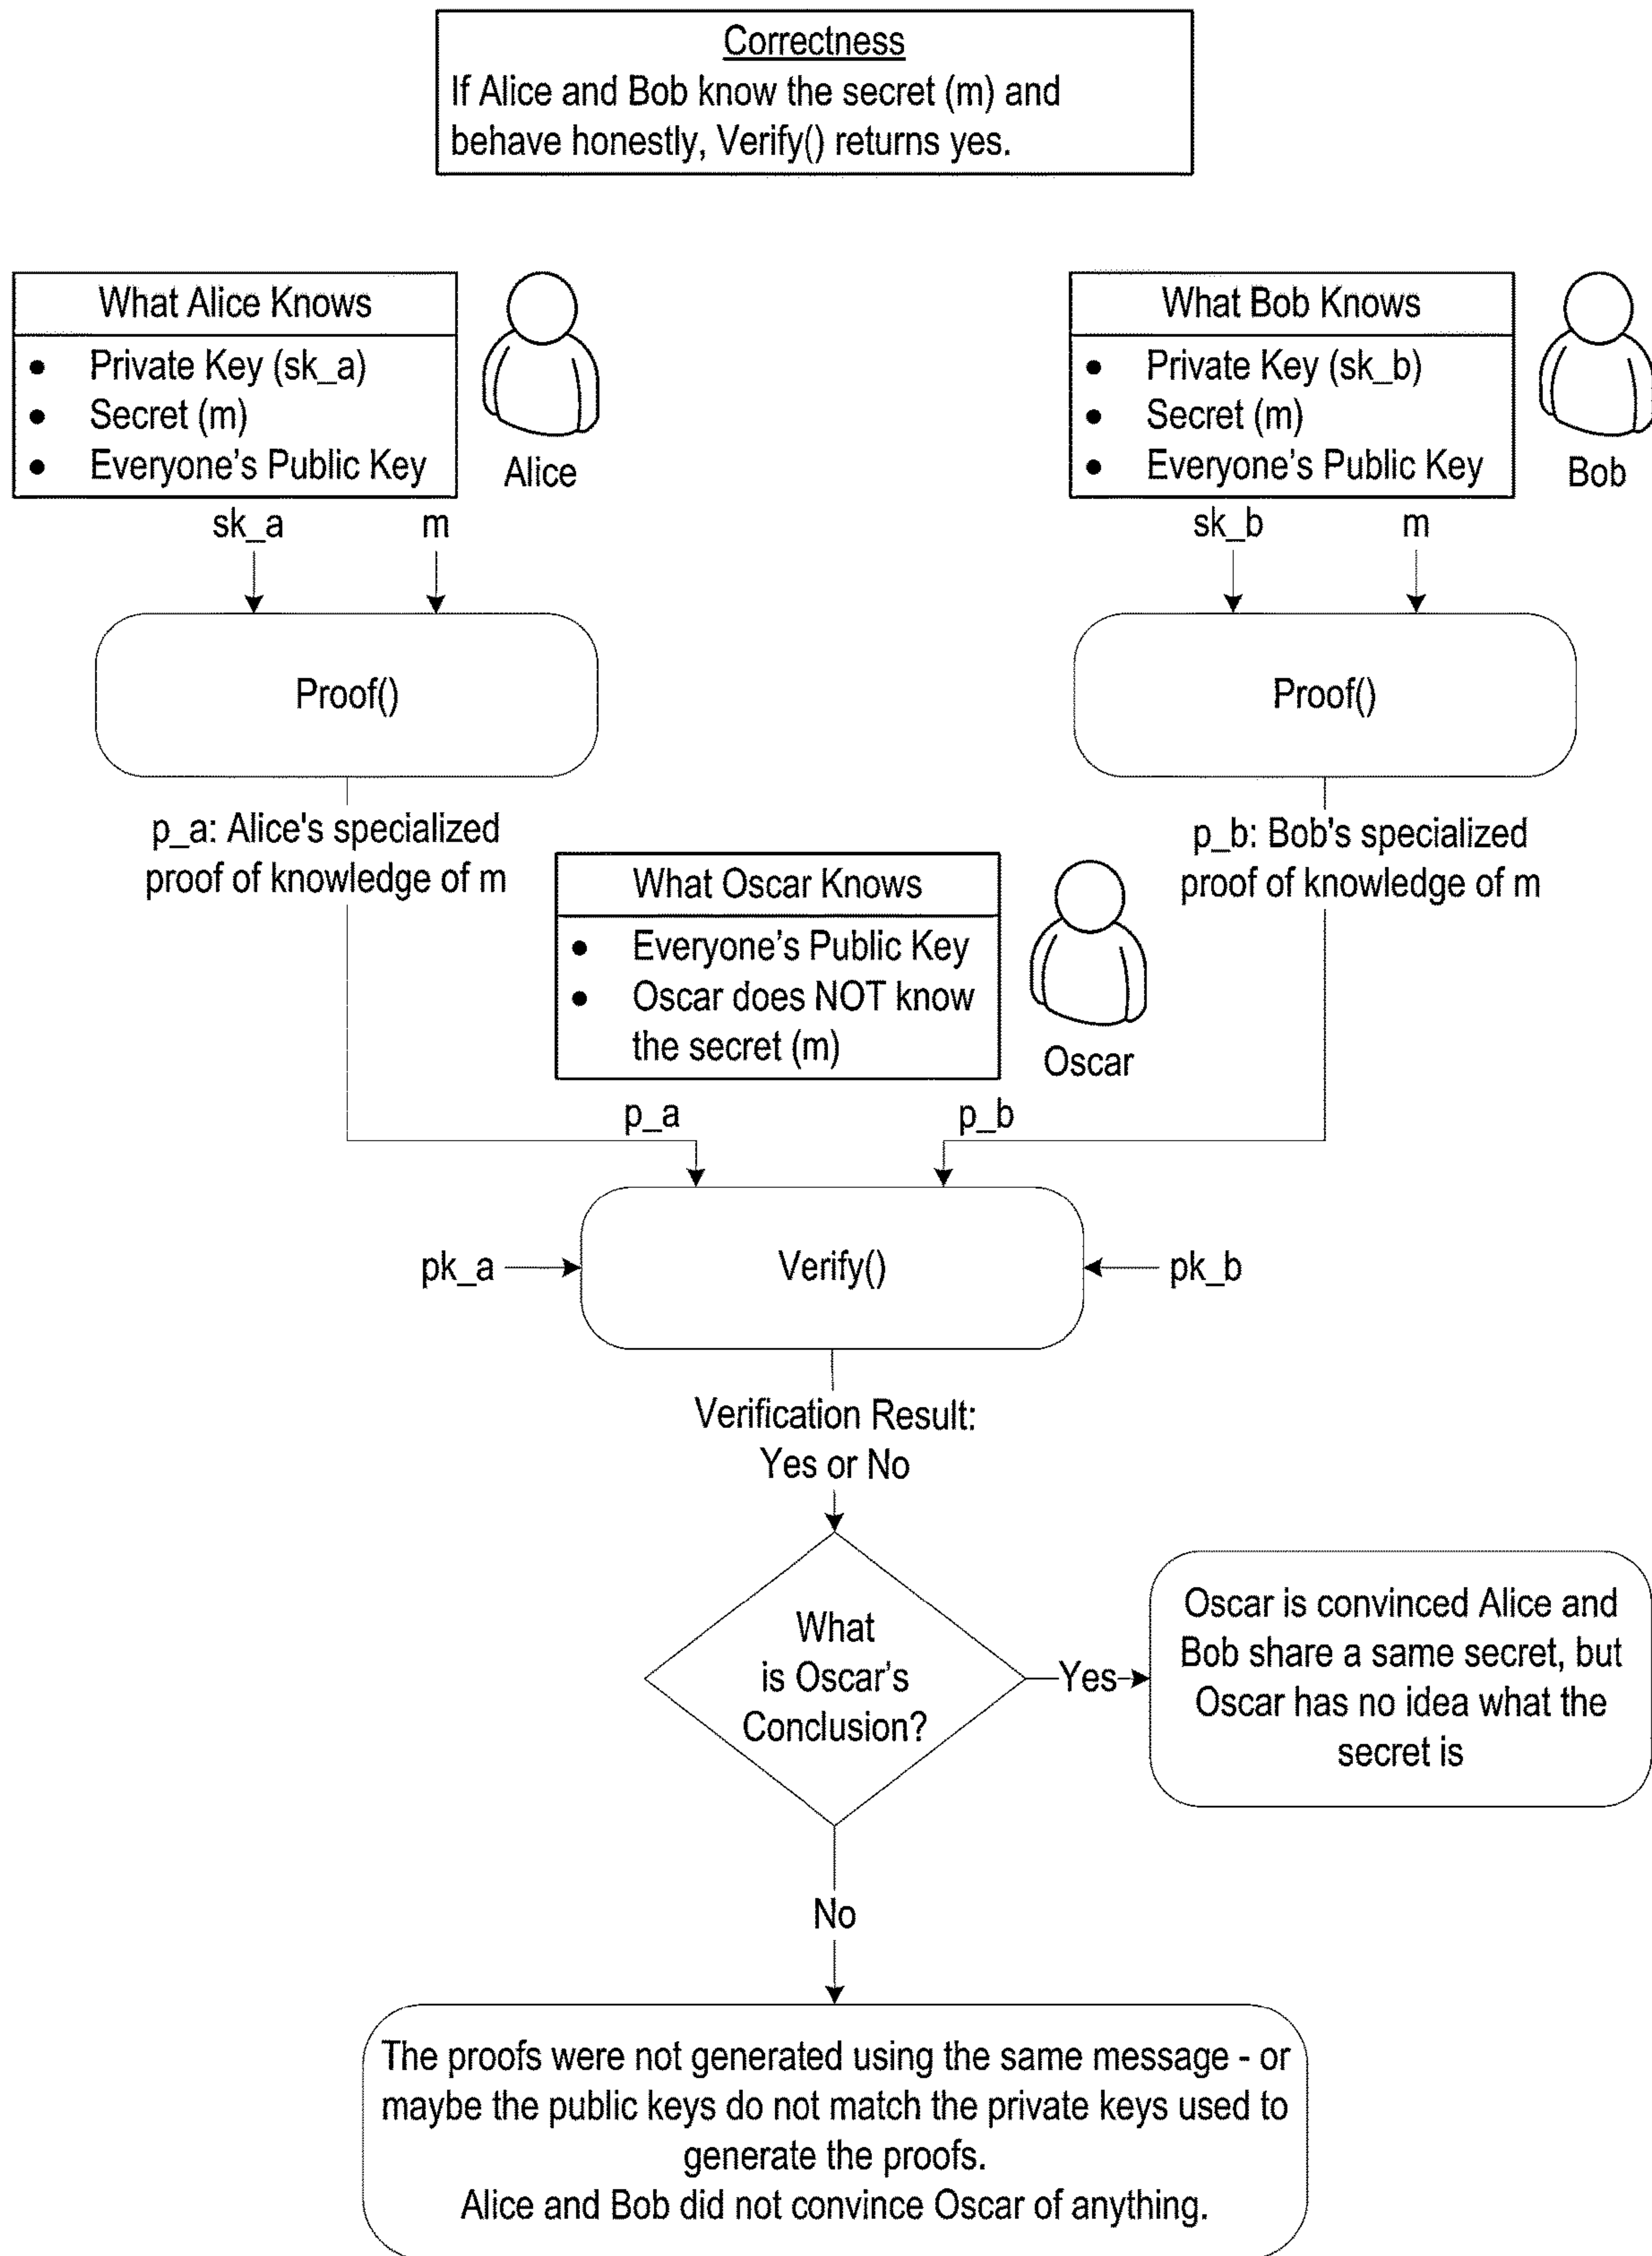 Correctness
If Alice and Bob know the secret (m) and
behave honestly, Verify() returns yes.
What Alice Knows
• Private Key (sk_a)
• Secret (m)
• Everyone's Public Key
Alice
What Bob Knows
• Private Key (sk_b)
• Secret (m)
• Everyone's Public Key
Bob
sk_a
m
sk_b
m
Proof()
Proof()
p_a: Alice's specialized
proof of knowledge of m
p_b: Bob's specialized
proof of knowledge of m
What Oscar Knows
• Everyone's Public Key
• Oscar does NOT know
the secret (m)
Oscar
p_a
p_b
pk_a
Verify()
pk_b
Verification Result:
Yes or No
What
is Oscar's
Conclusion?
Yes
Oscar is convinced Alice and
Bob share a same secret, but
Oscar has no idea what the
secret is
No
The proofs were not generated using the same message - or
maybe the public keys do not match the private keys used to
generate the proofs.
Alice and Bob did not convince Oscar of anything.